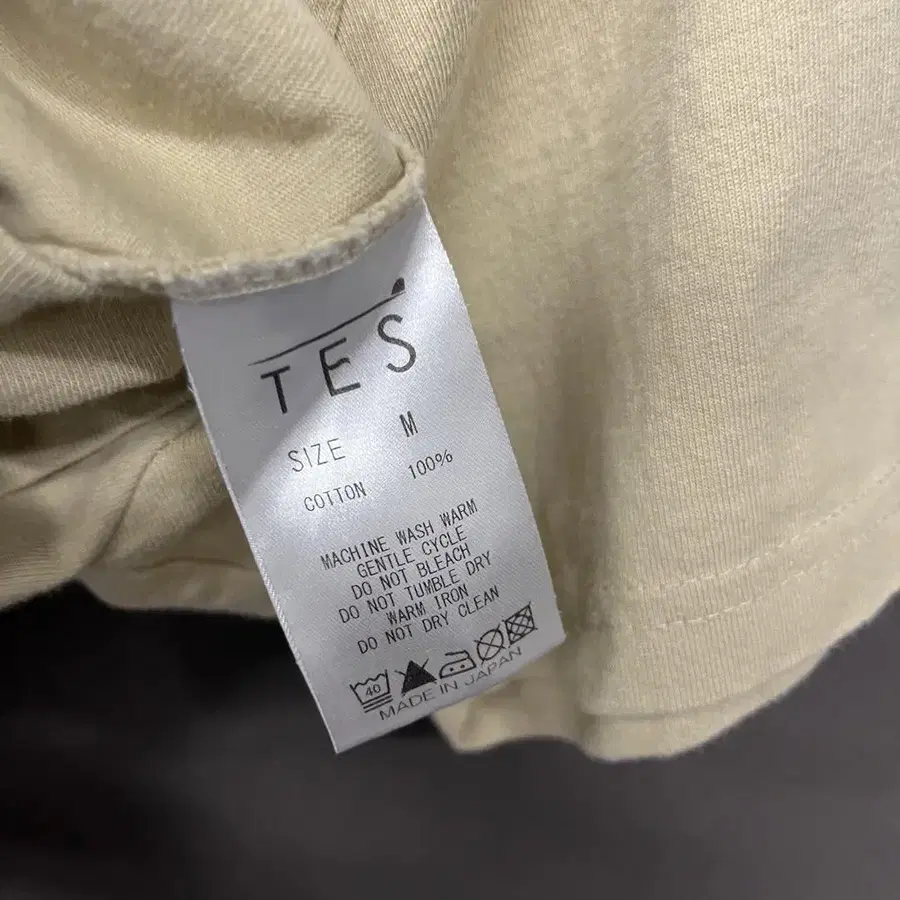 TES
SIZE M
COTTON 100%
MACHINE WASH WARM
GENTLE CYCLE
DO NOT BLEACH
DO NOT TUMBLE DRY
WARM IRON
DO NOT DRY CLEAN
40
MADE IN JAPAN